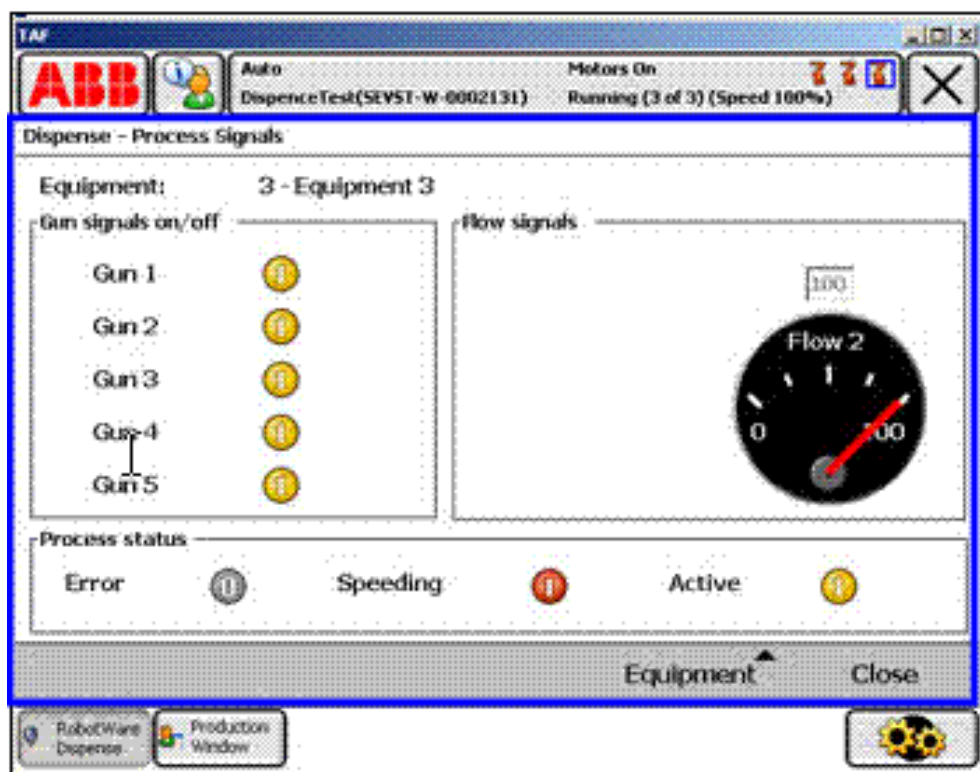 TAF
ABB
Auto
Motors On
DispenceTest(SEVST-W-0002131)
Running (3 of 3) (Speed 100%)
Dispense - Process Signals
Equipment: 3 - Equipment 3
Gun signals on/off
Flow signals
Gun 1
Gun 2
Gun 3
Gun 4
Gun 5
100
Flow 2
1
0
100
Process status
Error
Speeding
Active
Equipment
Close
RobotWare
Dispense
Production
Window